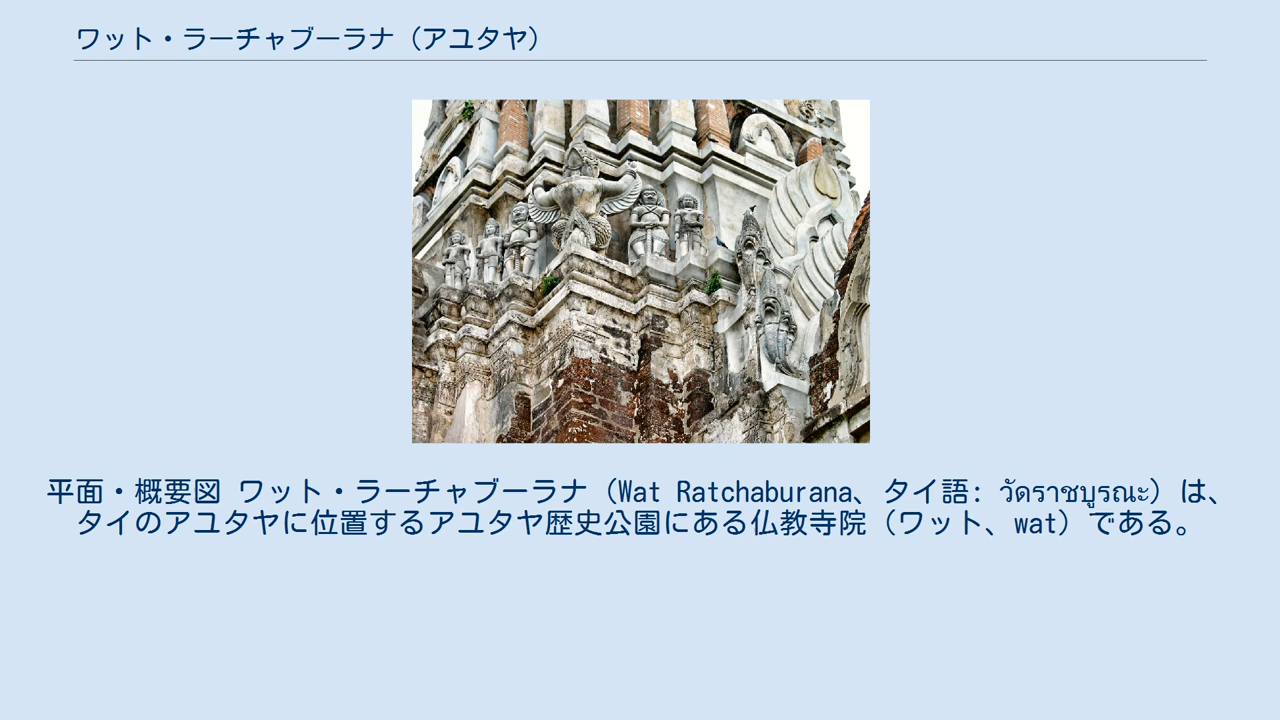 ワット・ラーチャブーラナ（アユタヤ）
平面・概要図 ワット・ラーチャブーラナ（Wat Ratchaburana、タイ語: วัดราชบูรณะ）は、
タイのアユタヤに位置するアユタヤ歴史公園にある仏教寺院（ワット、wat）である。